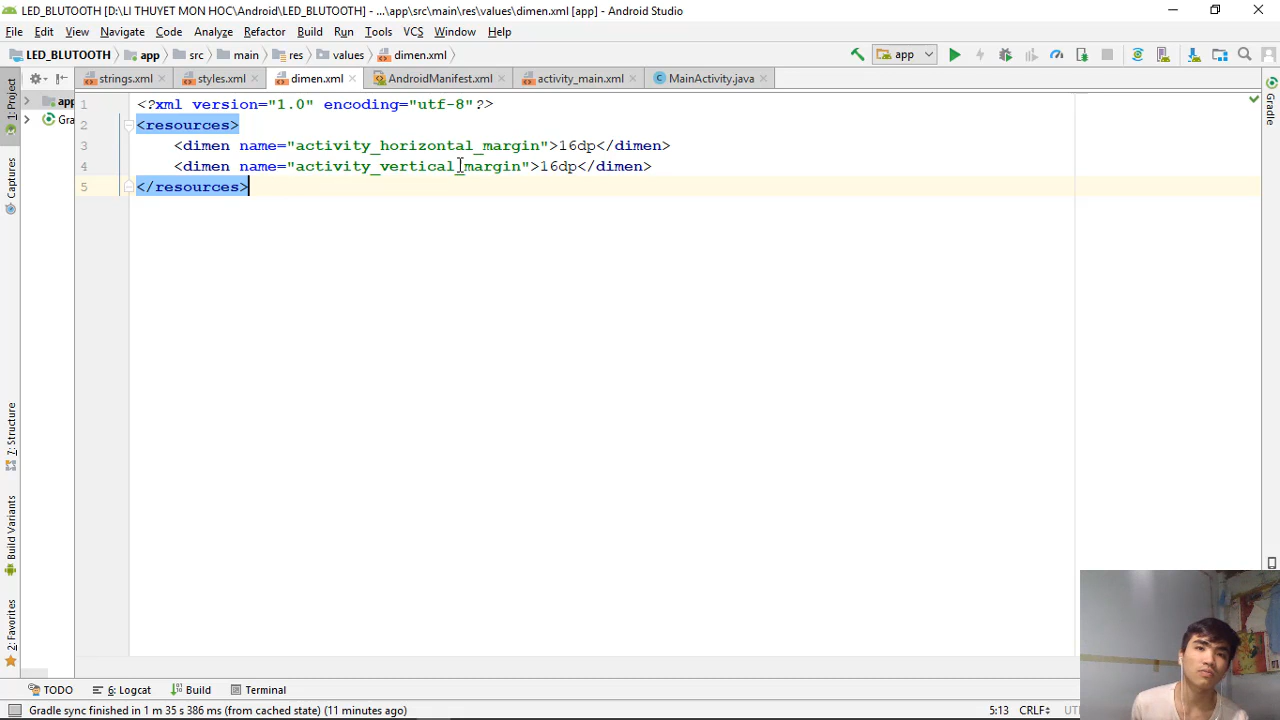 LED_BLUTOOTH [D:\LI THUYET MON HOC\Android\LED_BLUTOOTH] - ...\app\src\main\res\values\dimen.xml [app] - Android Studio
File Edit View Navigate Code Analyze Refactor Build Run Tools VCS Window Help
LED_BLUTOOTH app src main res values dimen.xml app
strings.xml styles.xml dimen.xml AndroidManifest.xml activity_main.xml MainActivity.java
1: Project
Captures
7: Structure
Build Variants
2: Favorites
app
Gra
1 <?xml version="1.0" encoding="utf-8"?>
2 <resources>
3 <dimen name="activity_horizontal_margin">16dp</dimen>
4 <dimen name="activity_vertical_margin">16dp</dimen>
5 </resources>
Gradle
TODO 6: Logcat Build Terminal
Gradle sync finished in 1 m 35 s 386 ms (from cached state) (11 minutes ago) 5:13 CRLF UT